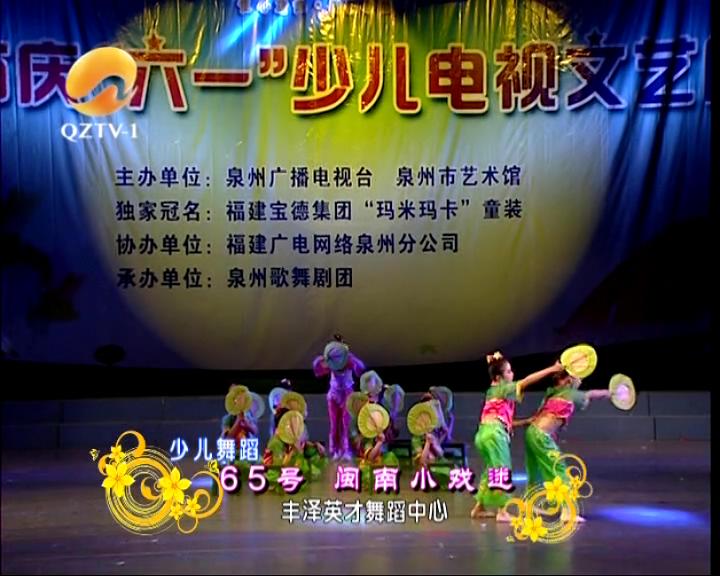 庆“六一”少儿电视文艺
QZTV-1
主办单位：泉州广播电视台 泉州市艺术馆
独家冠名：福建宝德集团“玛米玛卡”童装
协办单位：福建广电网络泉州分公司
承办单位：泉州歌舞剧团
少儿舞蹈
65号 闽南小戏迷
丰泽英才舞蹈中心